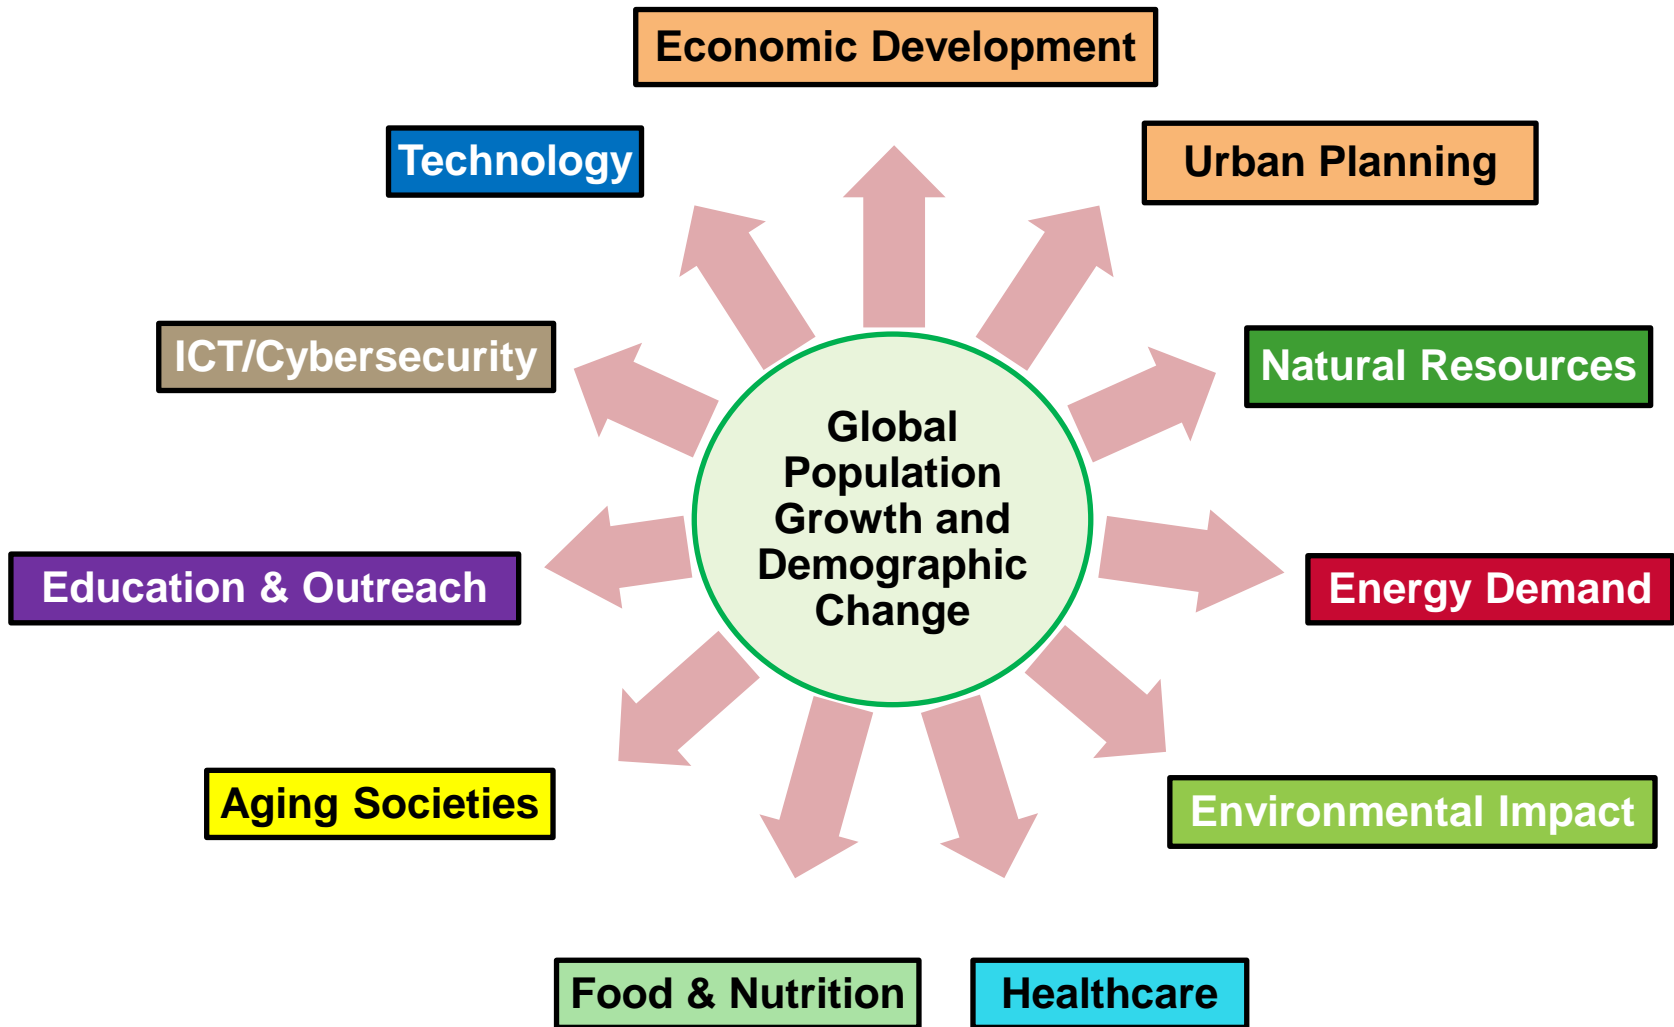 Economic Development
Technology
Urban Planning
ICT/Cybersecurity
Natural Resources
Global
Population
Growth and
Demographic
Change
Education & Outreach
Energy Demand
Aging Societies
Environmental Impact
Food & Nutrition
Healthcare